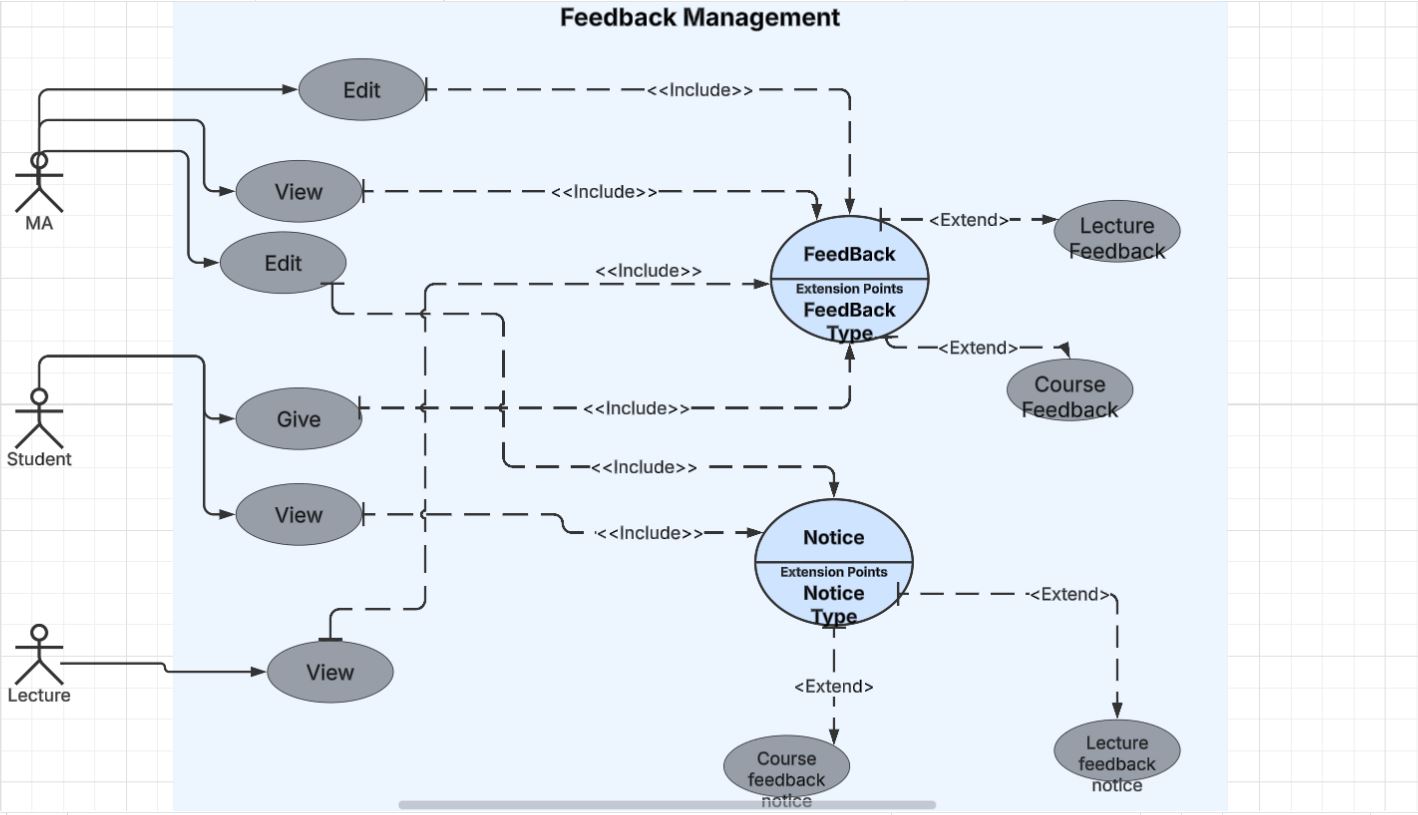 Feedback Management
Edit
<<Include>>
View
<<Include>>
MA
Edit
<<Include>>
FeedBack
Extension Points
FeedBack
Type
<Extend>
Lecture
Feedback
<Extend>
Course
Feedback
Student
Give
<<Include>>
<<Include>>
View
<<Include>>
Notice
Extension Points
Notice
Type
<Extend>
Lecture
View
<Extend>
Course
feedback
notice
Lecture
feedback
notice